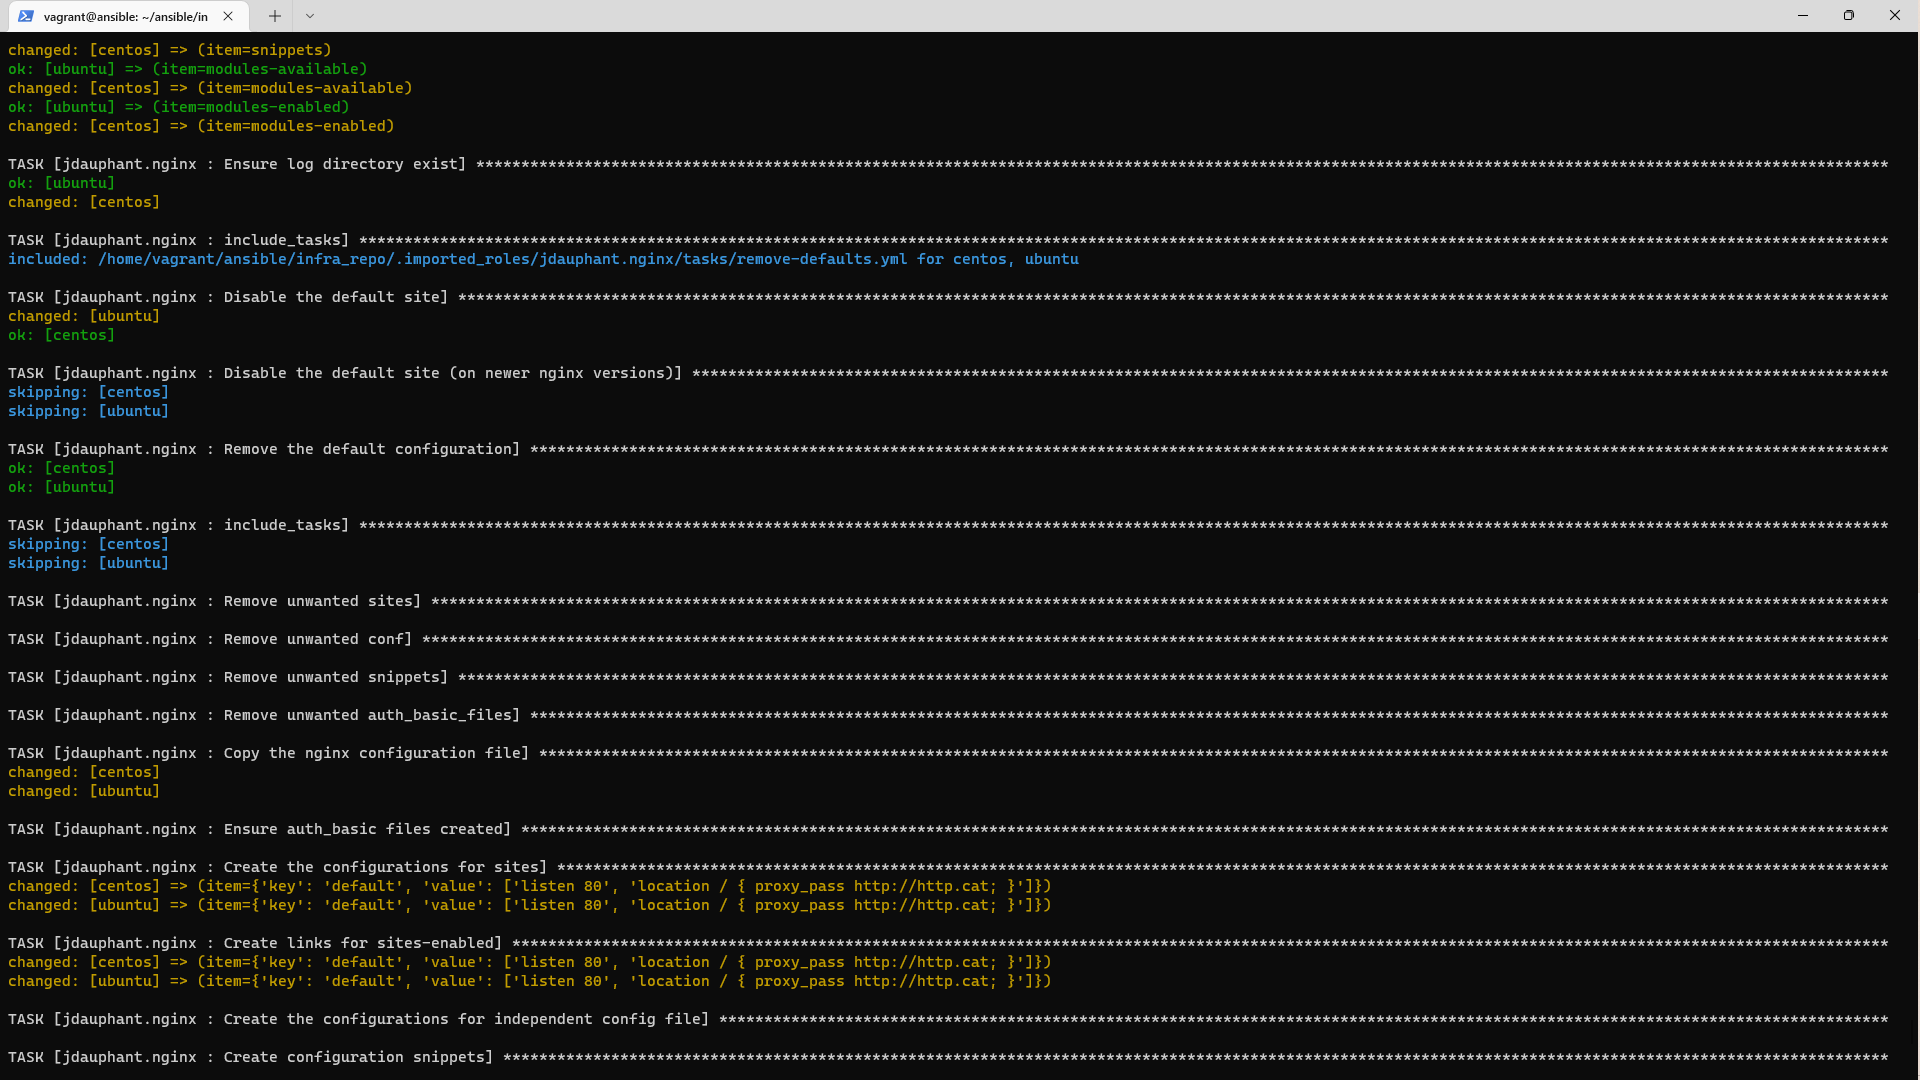 vagrant@ansible: ~/ansible/in
changed: [centos] => (item=snippets)
ok: [ubuntu] => (item=modules-available)
changed: [centos] => (item=modules-available)
ok: [ubuntu] => (item=modules-enabled)
changed: [centos] => (item=modules-enabled)
TASK [jdauphant.nginx : Ensure log directory exist] *************************************************************************************************************************************************************
ok: [ubuntu]
changed: [centos]
TASK [jdauphant.nginx : include_tasks] **************************************************************************************************************************************************************************
included: /home/vagrant/ansible/infra_repo/.imported_roles/jdauphant.nginx/tasks/remove-defaults.yml for centos, ubuntu
TASK [jdauphant.nginx : Disable the default site] ***************************************************************************************************************************************************************
changed: [ubuntu]
ok: [centos]
TASK [jdauphant.nginx : Disable the default site (on newer nginx versions)] *************************************************************************************************************************************
skipping: [centos]
skipping: [ubuntu]
TASK [jdauphant.nginx : Remove the default configuration] *******************************************************************************************************************************************************
ok: [centos]
ok: [ubuntu]
TASK [jdauphant.nginx : include_tasks] **************************************************************************************************************************************************************************
skipping: [centos]
skipping: [ubuntu]
TASK [jdauphant.nginx : Remove unwanted sites] ******************************************************************************************************************************************************************
TASK [jdauphant.nginx : Remove unwanted conf] *******************************************************************************************************************************************************************
TASK [jdauphant.nginx : Remove unwanted snippets] ***************************************************************************************************************************************************************
TASK [jdauphant.nginx : Remove unwanted auth_basic_files] *******************************************************************************************************************************************************
TASK [jdauphant.nginx : Copy the nginx configuration file] ******************************************************************************************************************************************************
changed: [centos]
changed: [ubuntu]
TASK [jdauphant.nginx : Ensure auth_basic files created] ********************************************************************************************************************************************************
TASK [jdauphant.nginx : Create the configurations for sites] ****************************************************************************************************************************************************
changed: [centos] => (item={'key': 'default', 'value': ['listen 80', 'location / { proxy_pass http://http.cat; }']})
changed: [ubuntu] => (item={'key': 'default', 'value': ['listen 80', 'location / { proxy_pass http://http.cat; }']})
TASK [jdauphant.nginx : Create links for sites-enabled] *********************************************************************************************************************************************************
changed: [centos] => (item={'key': 'default', 'value': ['listen 80', 'location / { proxy_pass http://http.cat; }']})
changed: [ubuntu] => (item={'key': 'default', 'value': ['listen 80', 'location / { proxy_pass http://http.cat; }']})
TASK [jdauphant.nginx : Create the configurations for independent config file] **********************************************************************************************************************************
TASK [jdauphant.nginx : Create configuration snippets] **********************************************************************************************************************************************************